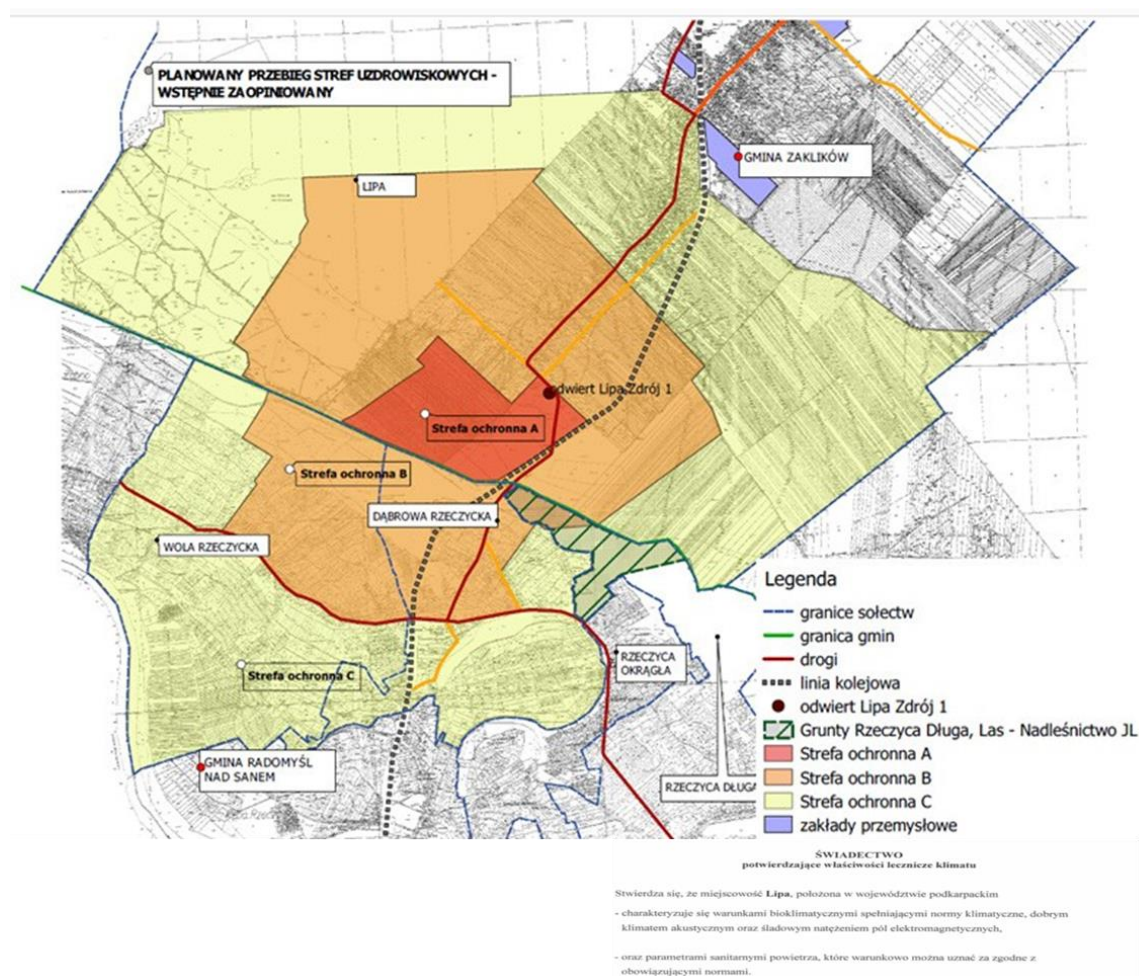 PLANOWANY PRZEBIEG STREF UZDROWISKOWYCH -
WSTĘPNIE ZAOPINIOWANY
GMINA ZAKLIKÓW
LIPA
odwiert Lipa Zdrój 1
Strefa ochronna A
Strefa ochronna B
DĄBROWA RZECZYCKA
WOLA RZECZYCKA
Strefa ochronna C
RZECZYCA
OKRĄGŁA
GMINA RADOMYŚL
NAD SANEM
RZECZYCA DŁUGA
Legenda
granice sołectw
granica gmin
drogi
linia kolejowa
odwiert Lipa Zdrój 1
Grunty Rzeczyca Długa, Las - Nadleśnictwo JL
Strefa ochronna A
Strefa ochronna B
Strefa ochronna C
zakłady przemysłowe
ŚWIADECTWO
potwierdzające właściwości lecznicze klimatu
Stwierdza się, że miejscowość Lipa, położona w województwie podkarpackim
- charakteryzuje się warunkami bioklimatycznymi spełniającymi normy klimatyczne, dobrym
klimatem akustycznym oraz śladowym natężeniem pól elektromagnetycznych,
- oraz parametrami sanitarnymi powietrza, które warunkowo można uznać za zgodne z
obowiązującymi normami.